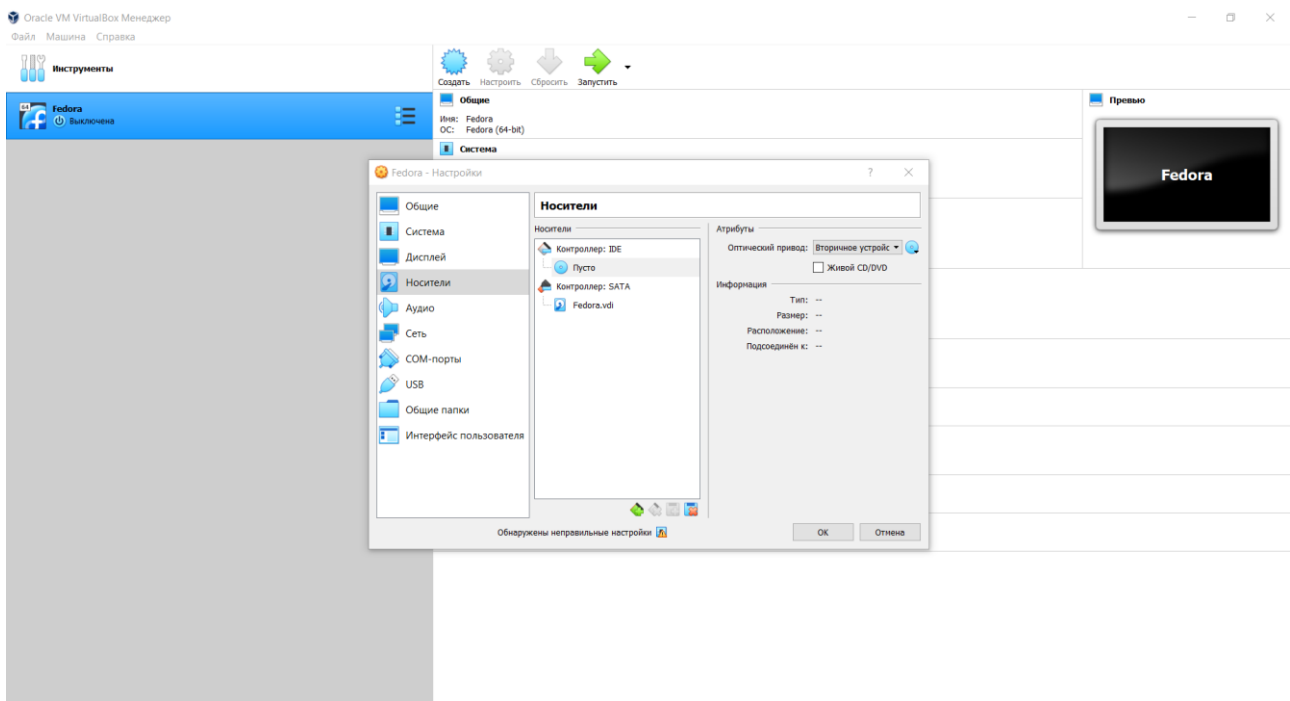 Oracle VM VirtualBox Менеджер
Файл Машина Справка
Инструменты
Создать Настроить Сбросить Запустить
64
Fedora
Выключена
Общие
Имя: Fedora
ОС: Fedora (64-bit)
Система
Превью
Fedora
Fedora - Настройки
?
Общие
Система
Дисплей
Носители
Аудио
Сеть
COM-порты
USB
Общие папки
Интерфейс пользователя
Носители
Носители
Контроллер: IDE
Пусто
Контроллер: SATA
Fedora.vdi
Атрибуты
Оптический привод: Вторичное устройс
Живой CD/DVD
Информация
Тип: --
Размер: --
Расположение: --
Подсоединён к: --
Обнаружены неправильные настройки
OK Отмена